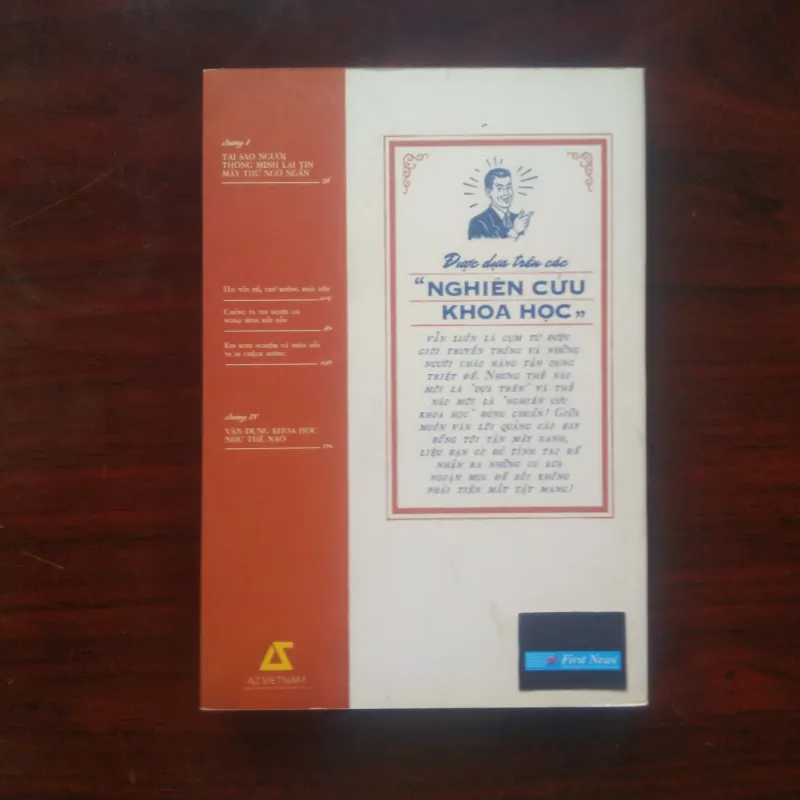 chương I
TẠI SAO NGƯỜI
THÔNG MINH LẠI TIN
MẤY THỨ NGỚ NGẨN
chương IV
VẬN DỤNG KHOA HỌC
NHƯ THẾ NÀO
AZVIETNAM
Được dựa trên các
“NGHIÊN CỨU
KHOA HỌC„
VẪN LUÔN LÀ CỤM TỪ ĐƯỢC
GIỚI TRUYỀN THÔNG VÀ NHỮNG
NGƯỜI CHÀO HÀNG TẬN DỤNG
TRIỆT ĐỂ. NHƯNG THẾ NÀO
MỚI LÀ "DỰA TRÊN" VÀ THẾ
NÀO MỚI LÀ "NGHIÊN CỨU
KHOA HỌC" ĐÚNG CHUẨN? GIỮA
MUÔN VÀN LỜI QUẢNG CÁO BAY
BỔNG TỚI TẬN MÂY XANH,
LIỆU BẠN CÓ ĐỦ TỈNH TÁO ĐỂ
NHẬN RA NHỮNG CÚ LỪA
NGOẠN MỤC ĐỂ RỒI KHÔNG
PHẢI TIỀN MẤT TẬT MANG?
First News